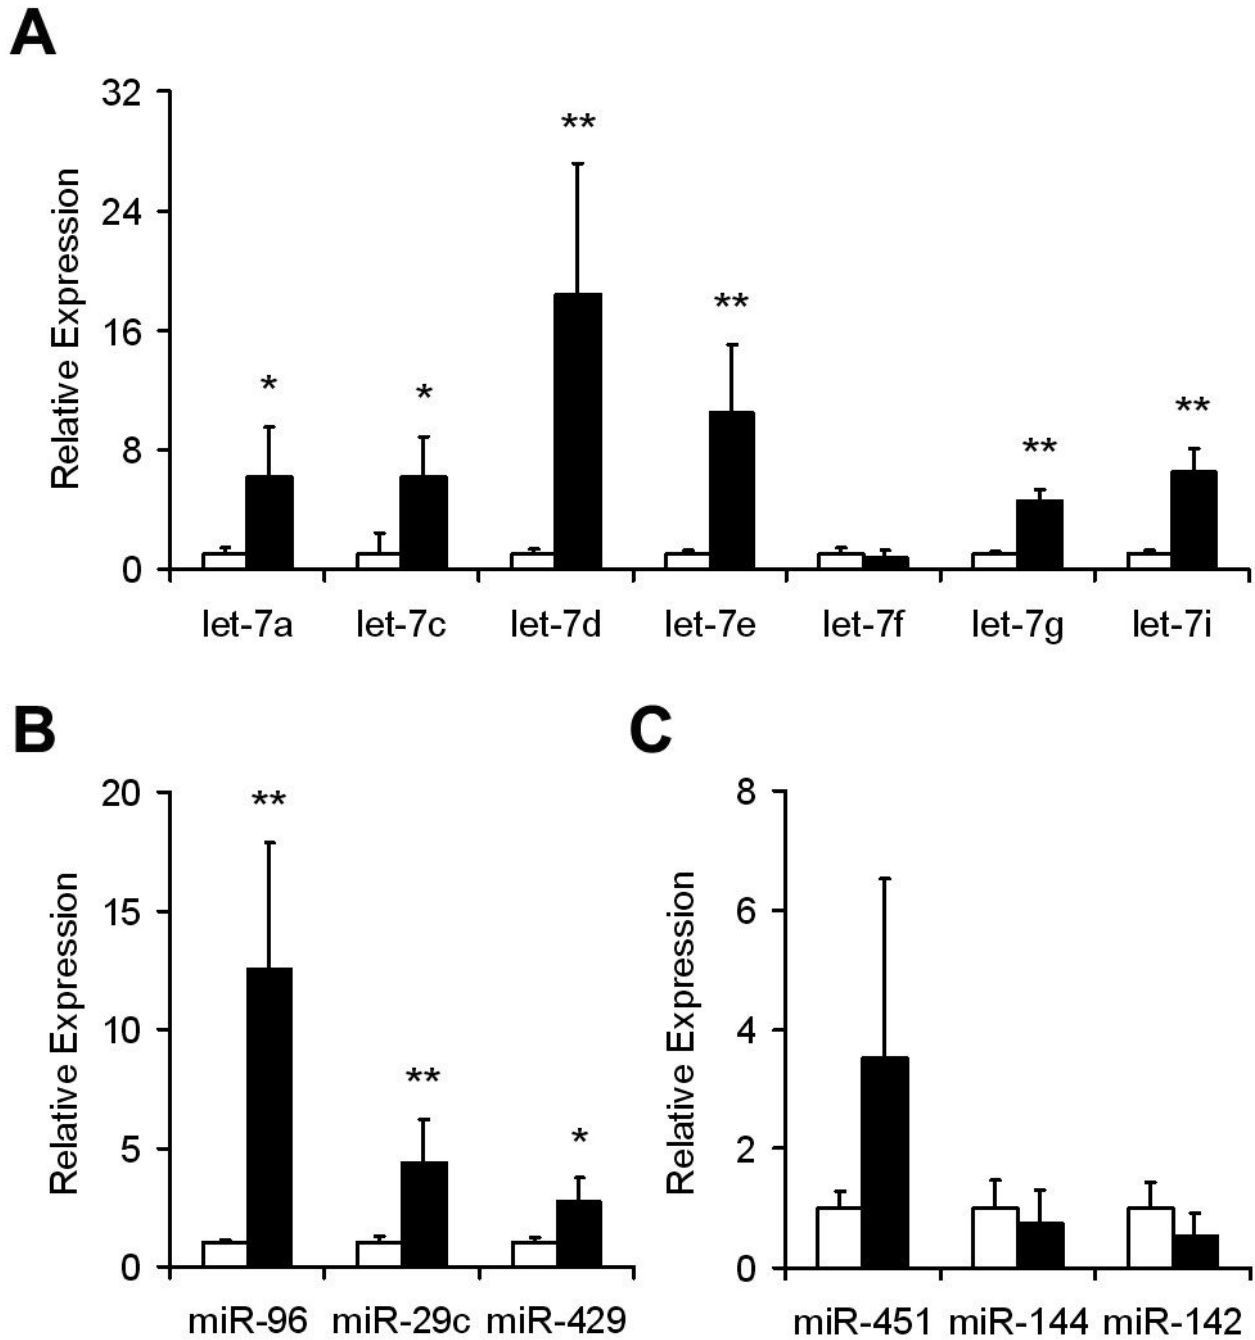 A
Relative Expression
32
24
16
8
0
*
*
**
**
**
**
let-7a let-7c let-7d let-7e let-7f let-7g let-7i
B
Relative Expression
20
15
10
5
0
**
**
*
miR-96 miR-29c miR-429
C
Relative Expression
8
6
4
2
0
miR-451 miR-144 miR-142